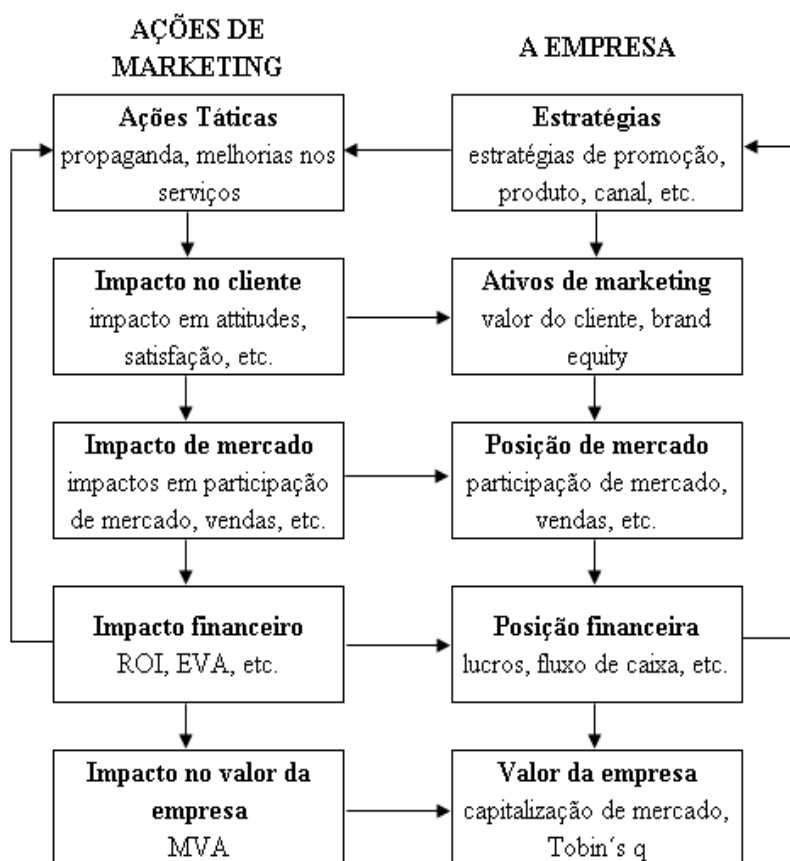 AÇÕES DE
MARKETING
A EMPRESA
Ações Táticas
propaganda, melhorias nos
serviços
Estratégias
estratégias de promoção,
produto, canal, etc.
Impacto no cliente
impacto em attitudes,
satisfação, etc.
Ativos de marketing
valor do cliente, brand
equity
Impacto de mercado
impactos em participação
de mercado, vendas, etc.
Posição de mercado
participação de mercado,
vendas, etc.
Impacto financeiro
ROI, EVA, etc.
Posição financeira
lucros, fluxo de caixa, etc.
Impacto no valor da
empresa
MVA
Valor da empresa
capitalização de mercado,
Tobin´s q